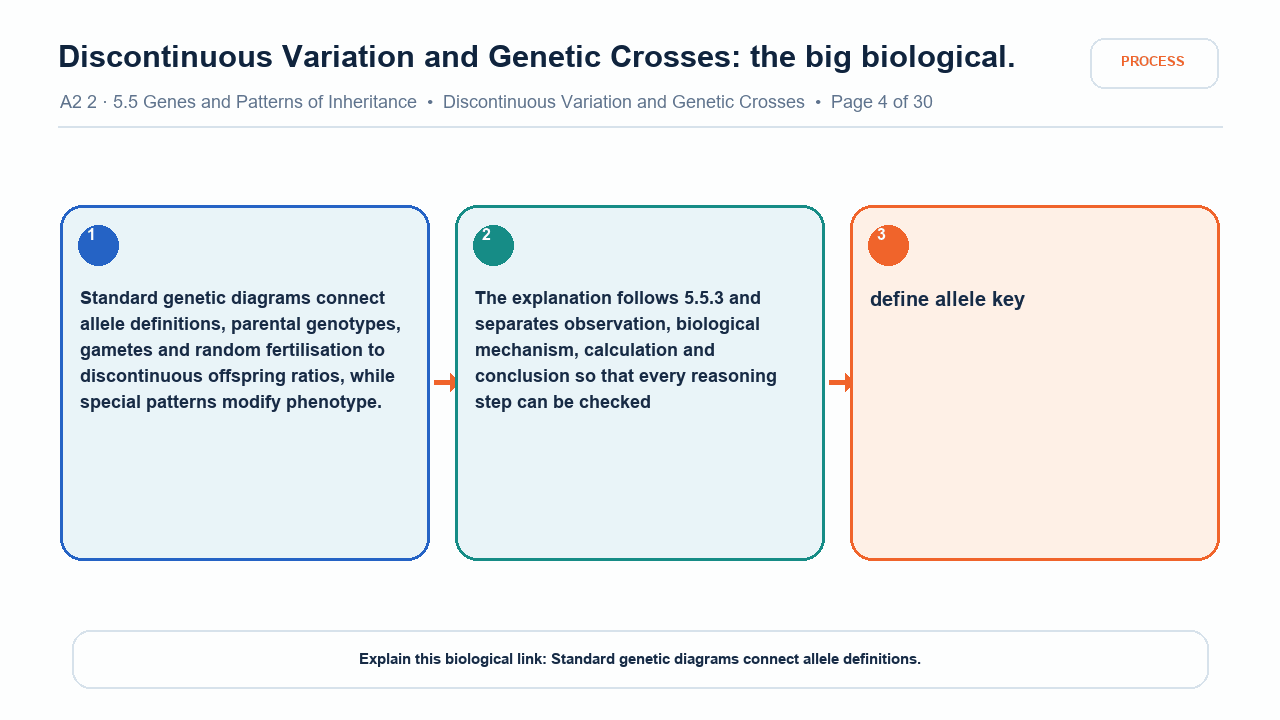 Discontinuous Variation and Genetic Crosses: the big biological.
PROCESS
A2 2 · 5.5 Genes and Patterns of Inheritance • Discontinuous Variation and Genetic Crosses • Page 4 of 30
1
Standard genetic diagrams connect
allele definitions, parental genotypes,
gametes and random fertilisation to
discontinuous offspring ratios, while
special patterns modify phenotype.
2
The explanation follows 5.5.3 and
separates observation, biological
mechanism, calculation and
conclusion so that every reasoning
step can be checked
3
define allele key
Explain this biological link: Standard genetic diagrams connect allele definitions.